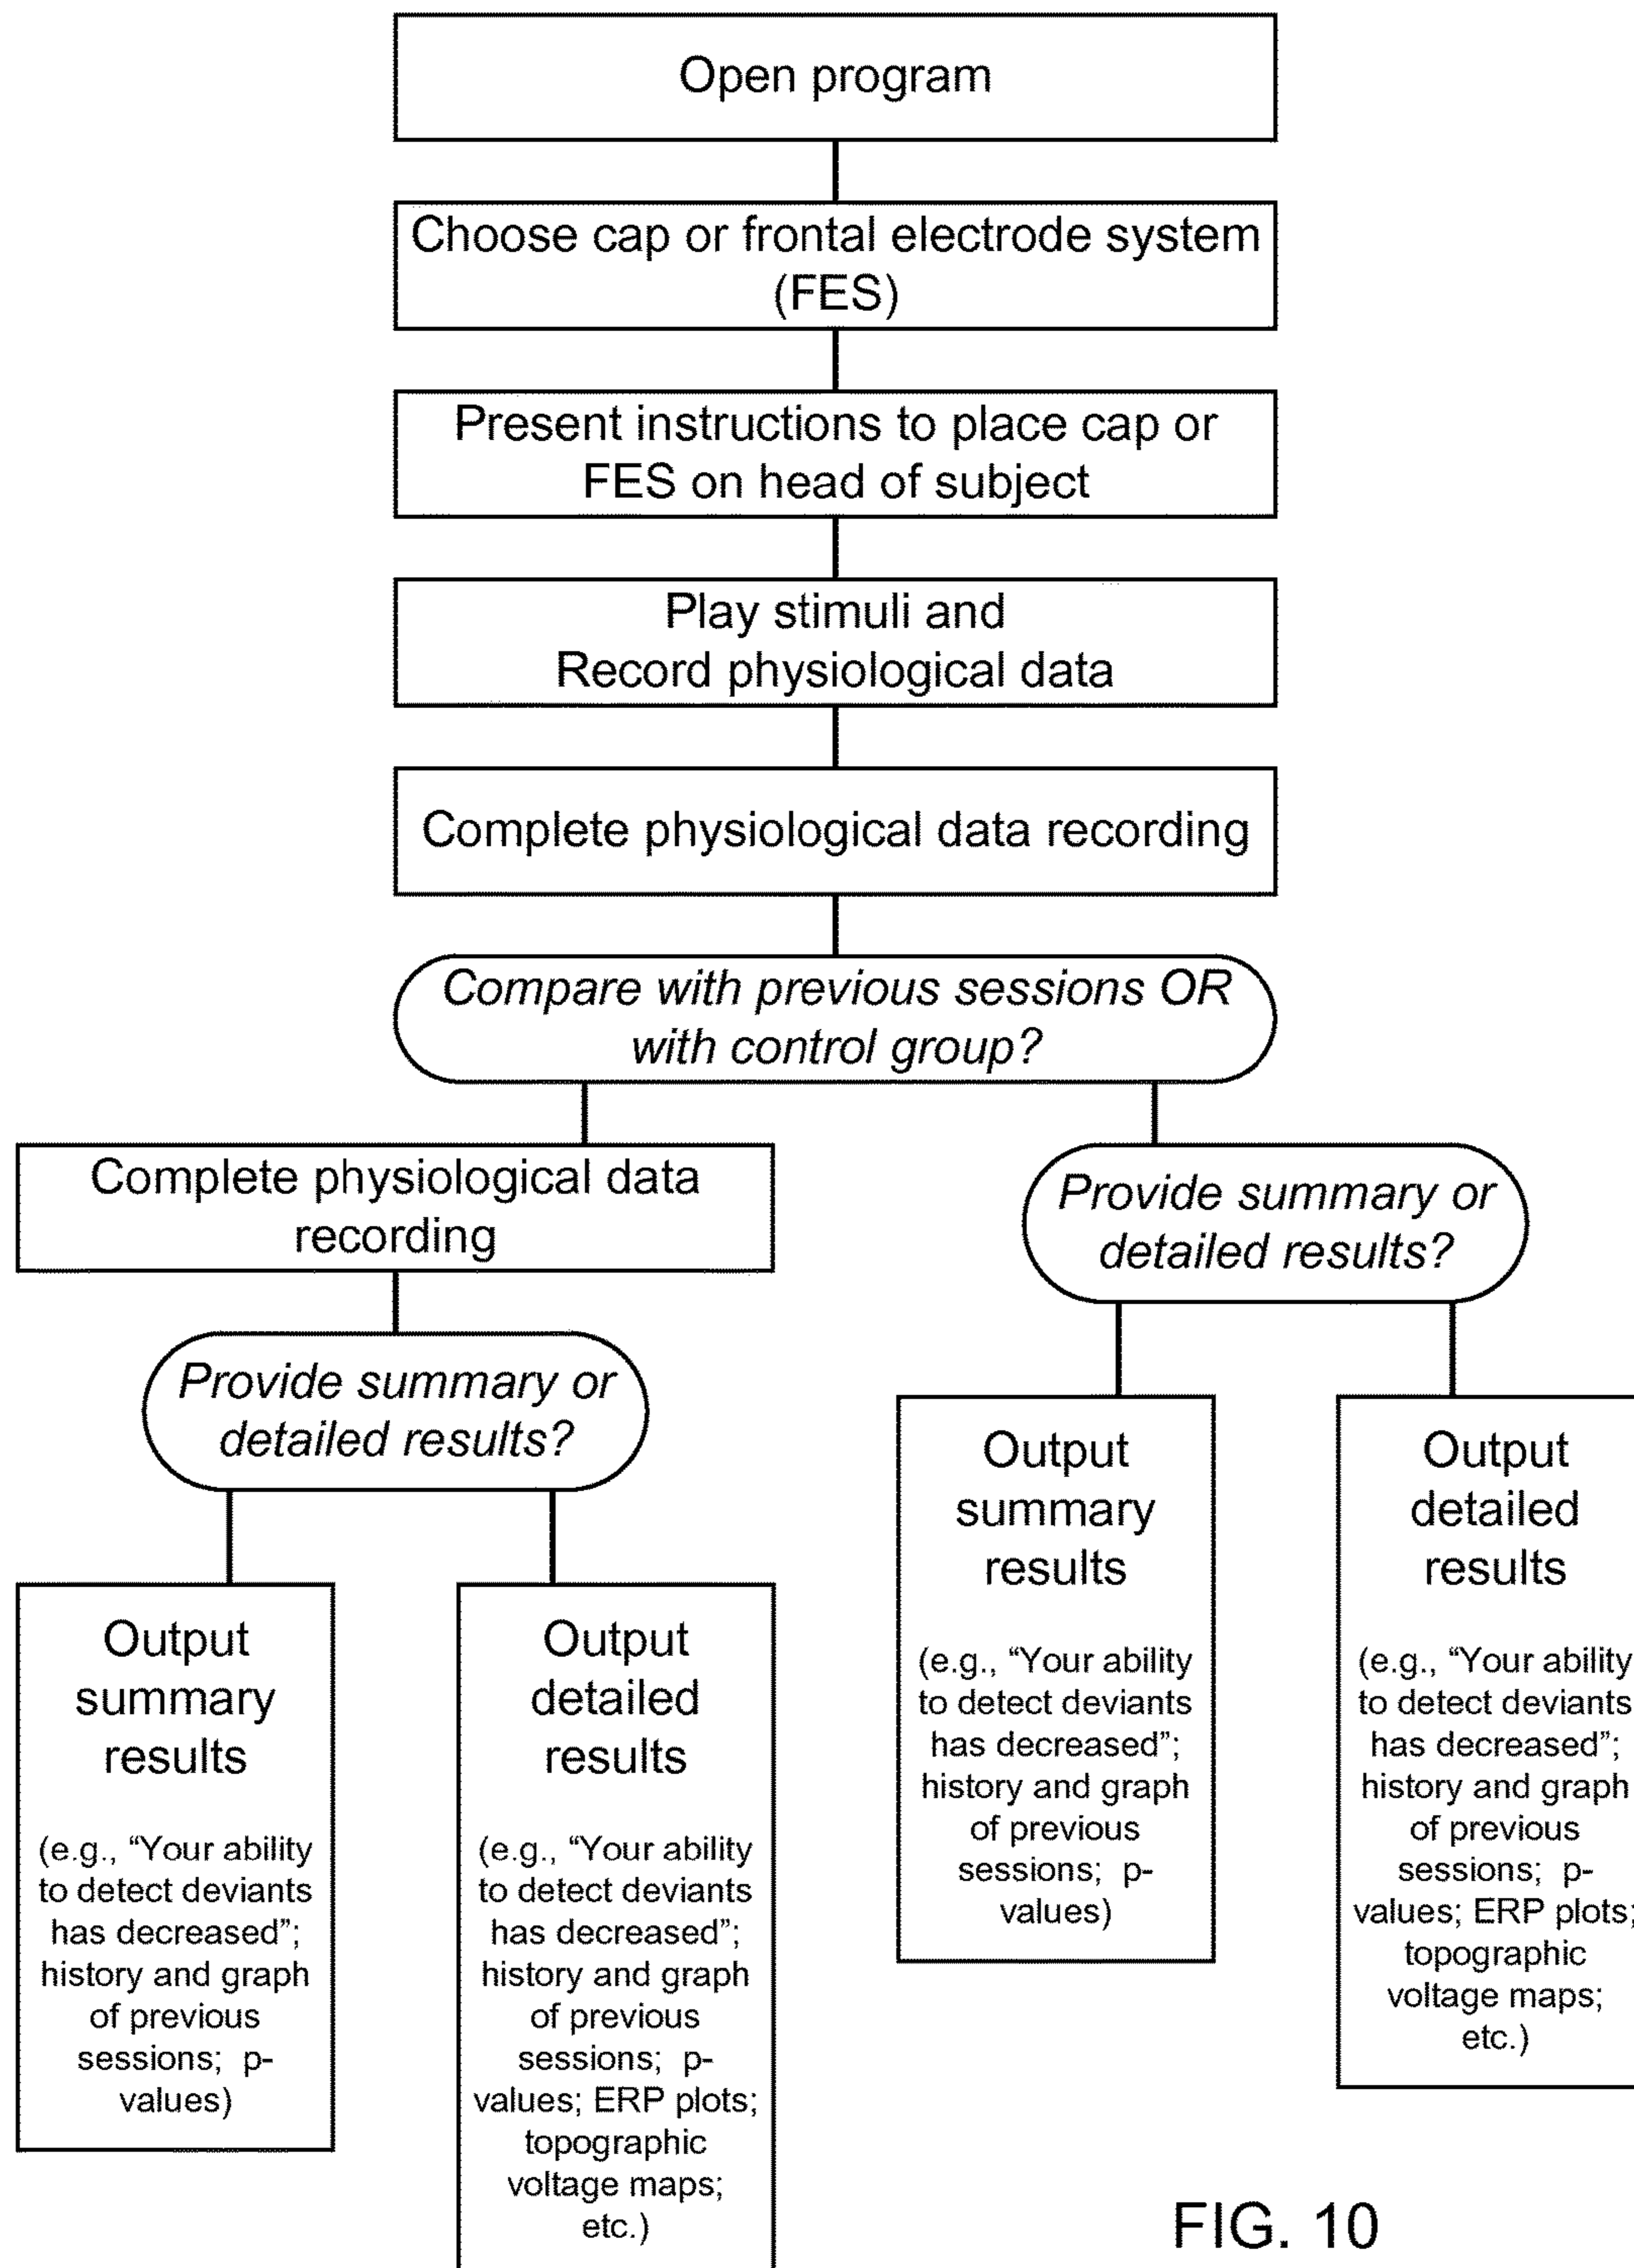 Open program
Choose cap or frontal electrode system
(FES)
Present instructions to place cap or
FES on head of subject
Play stimuli and
Record physiological data
Complete physiological data recording
Compare with previous sessions OR
with control group?
Complete physiological data
recording
Provide summary or
detailed results?
Output
summary
results
(e.g., “Your ability
to detect deviants
has decreased”;
history and graph
of previous
sessions; p-
values)
Output
detailed
results
(e.g., “Your ability
to detect deviants
has decreased”;
history and graph
of previous
sessions; p-
values; ERP plots;
topographic
voltage maps;
etc.)
Provide summary or
detailed results?
Output
summary
results
(e.g., “Your ability
to detect deviants
has decreased”;
history and graph
of previous
sessions; p-
values)
Output
detailed
results
(e.g., “Your ability
to detect deviants
has decreased”;
history and graph
of previous
sessions; p-
values; ERP plots;
topographic
voltage maps;
etc.)
FIG. 10